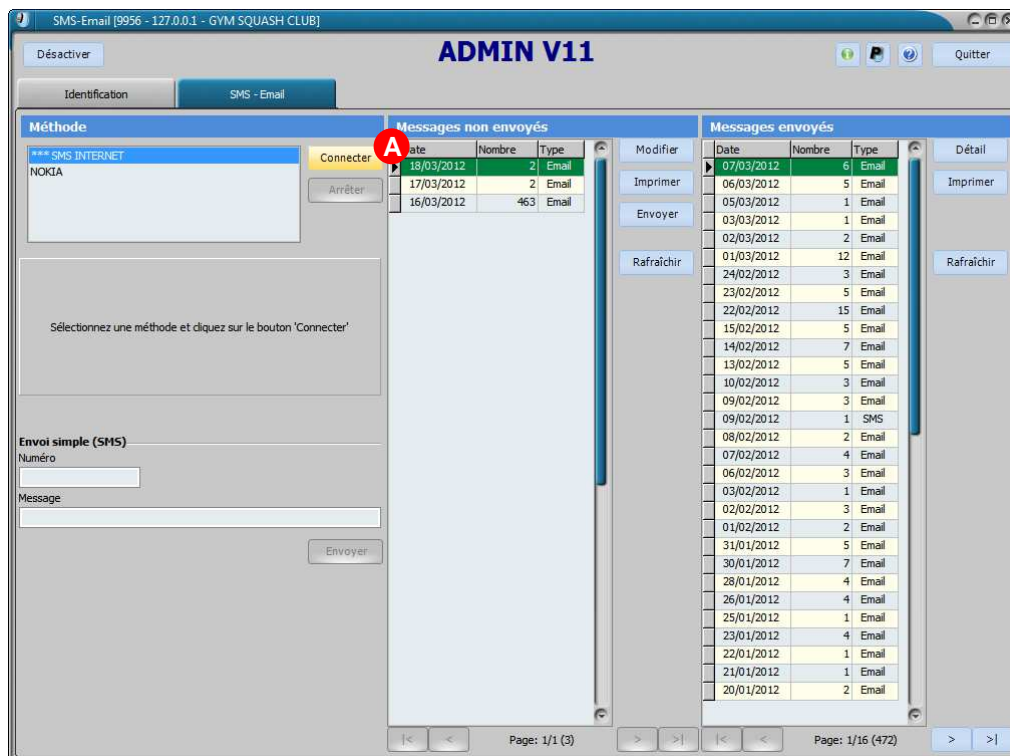 SMS-Email [9956 - 127.0.0.1 - GYM SQUASH CLUB]
Désactiver
ADMIN V11
Quitter
Identification
SMS - Email
Méthode
*** SMS INTERNET
NOKIA
Connecter
Arrêter
Sélectionnez une méthode et cliquez sur le bouton 'Connecter'
Envoi simple (SMS)
Numéro
Message
Envoyer
A
Messages non envoyés
ate Nombre Type
18/03/2012 2 Email
17/03/2012 2 Email
16/03/2012 463 Email
|< < Page: 1/1 (3) > >|
Modifier
Imprimer
Envoyer
Rafraîchir
Messages envoyés
Date Nombre Type
07/03/2012 6 Email
06/03/2012 5 Email
05/03/2012 1 Email
03/03/2012 1 Email
02/03/2012 2 Email
01/03/2012 12 Email
24/02/2012 3 Email
23/02/2012 5 Email
22/02/2012 15 Email
15/02/2012 5 Email
14/02/2012 7 Email
13/02/2012 5 Email
10/02/2012 3 Email
09/02/2012 3 Email
09/02/2012 1 SMS
08/02/2012 2 Email
07/02/2012 4 Email
06/02/2012 3 Email
03/02/2012 1 Email
02/02/2012 3 Email
01/02/2012 2 Email
31/01/2012 5 Email
30/01/2012 7 Email
28/01/2012 4 Email
26/01/2012 4 Email
25/01/2012 1 Email
23/01/2012 4 Email
22/01/2012 1 Email
21/01/2012 1 Email
20/01/2012 2 Email
|< < Page: 1/16 (472) > >|
Détail
Imprimer
Rafraîchir